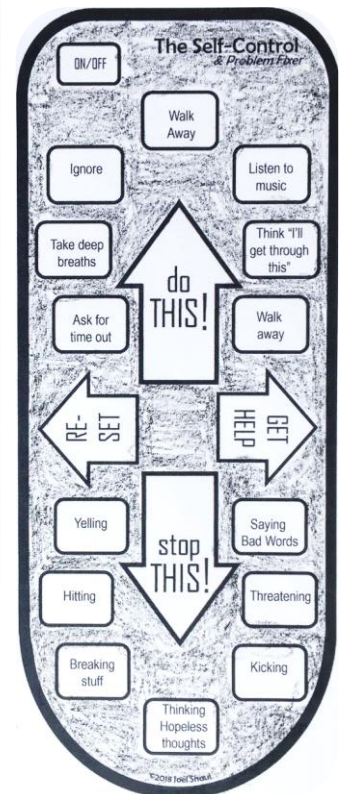 The Self-Control
& Problem Fixer
ON/OFF
Walk
Away
Ignore
Listen to
music
Take deep
breaths
Think "I'll
get through
this"
do
THIS!
Ask for
time out
Walk
away
RE-
SET
GET
HELP
Yelling
Saying
Bad Words
stop
THIS!
Hitting
Threatening
Breaking
stuff
Kicking
Thinking
Hopeless
thoughts
©2018 Joel Shaul